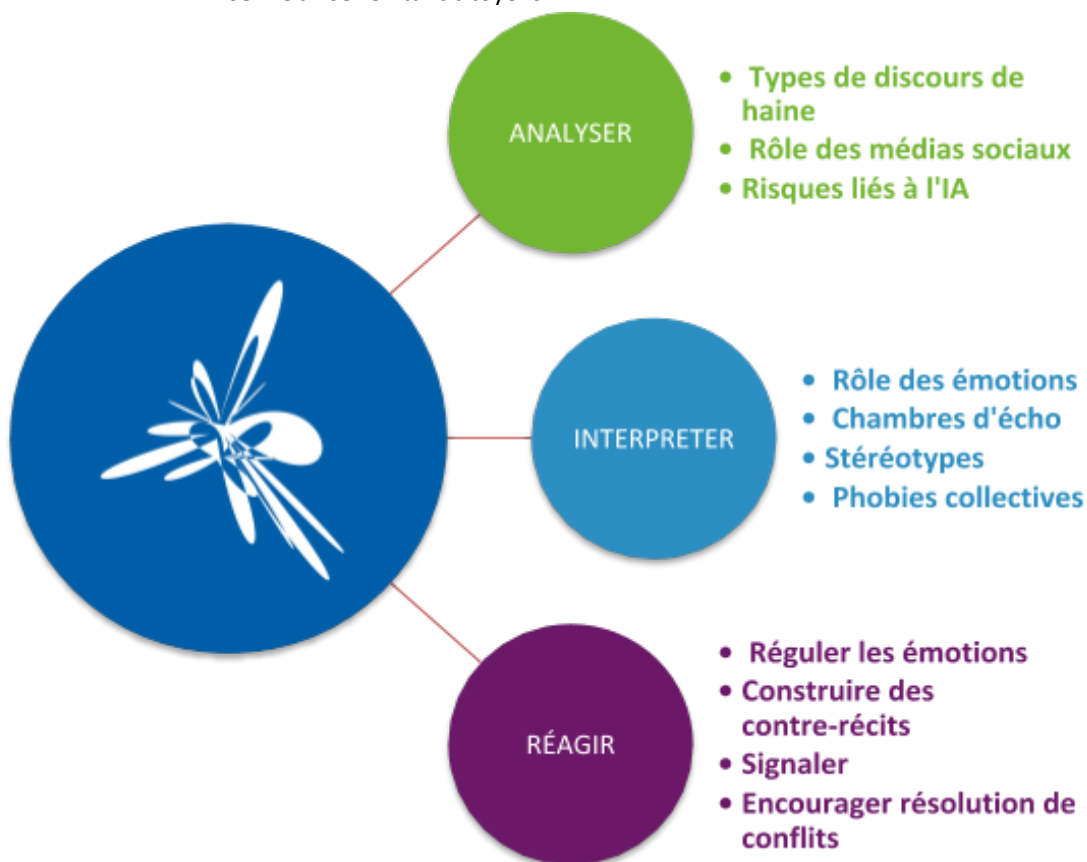 ANALYSER
• Types de discours de
haine
• Rôle des médias sociaux
• Risques liés à l'IA
INTERPRETER
• Rôle des émotions
• Chambres d'écho
• Stéréotypes
• Phobies collectives
RÉAGIR
• Réguler les émotions
• Construire des
contre-récits
• Signaler
• Encourager résolution de
conflits